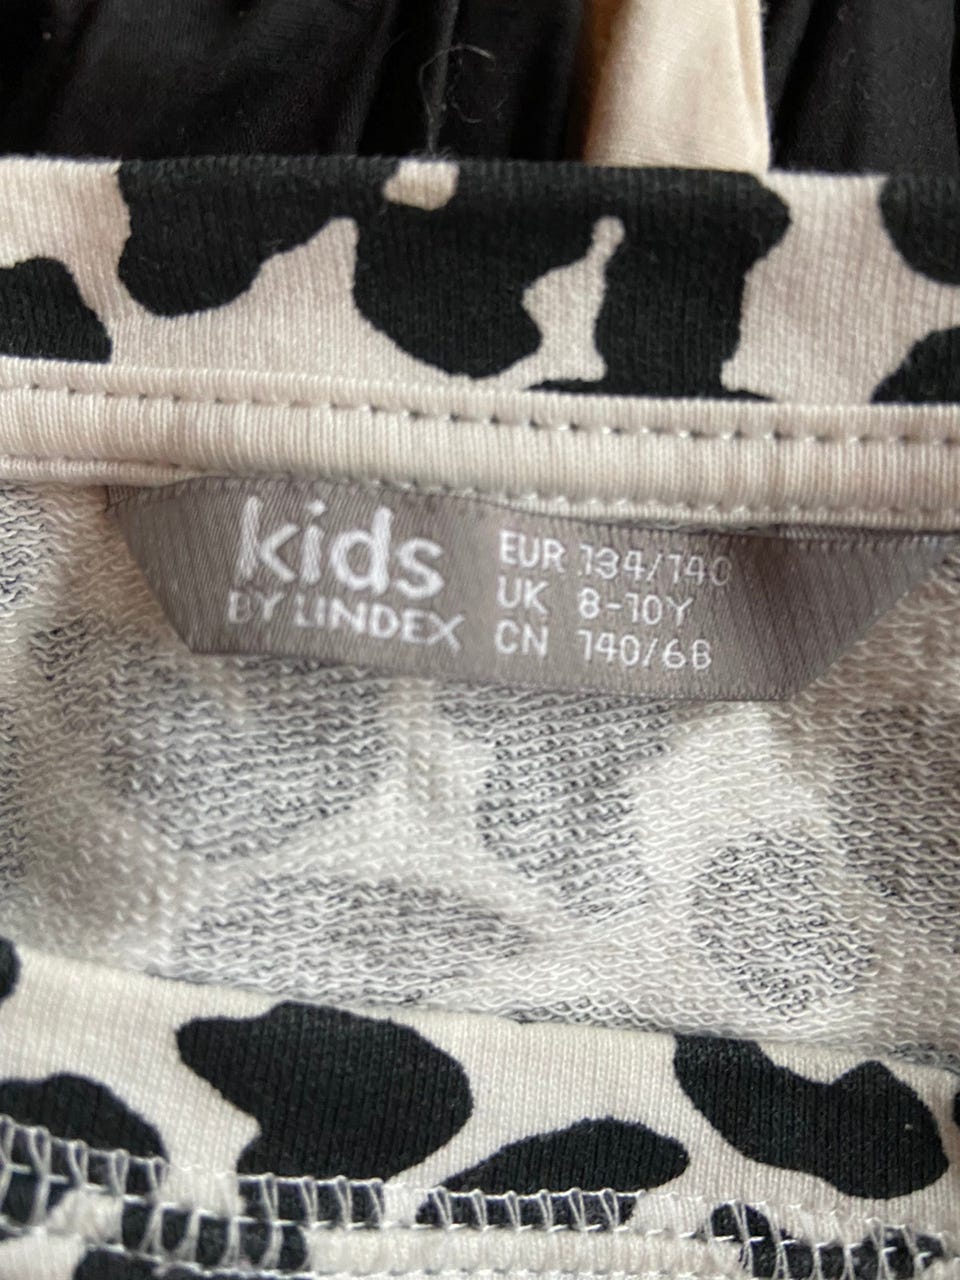 kids
BY LINDEX
EUR 134/140
UK 8-10Y
CN 140/68